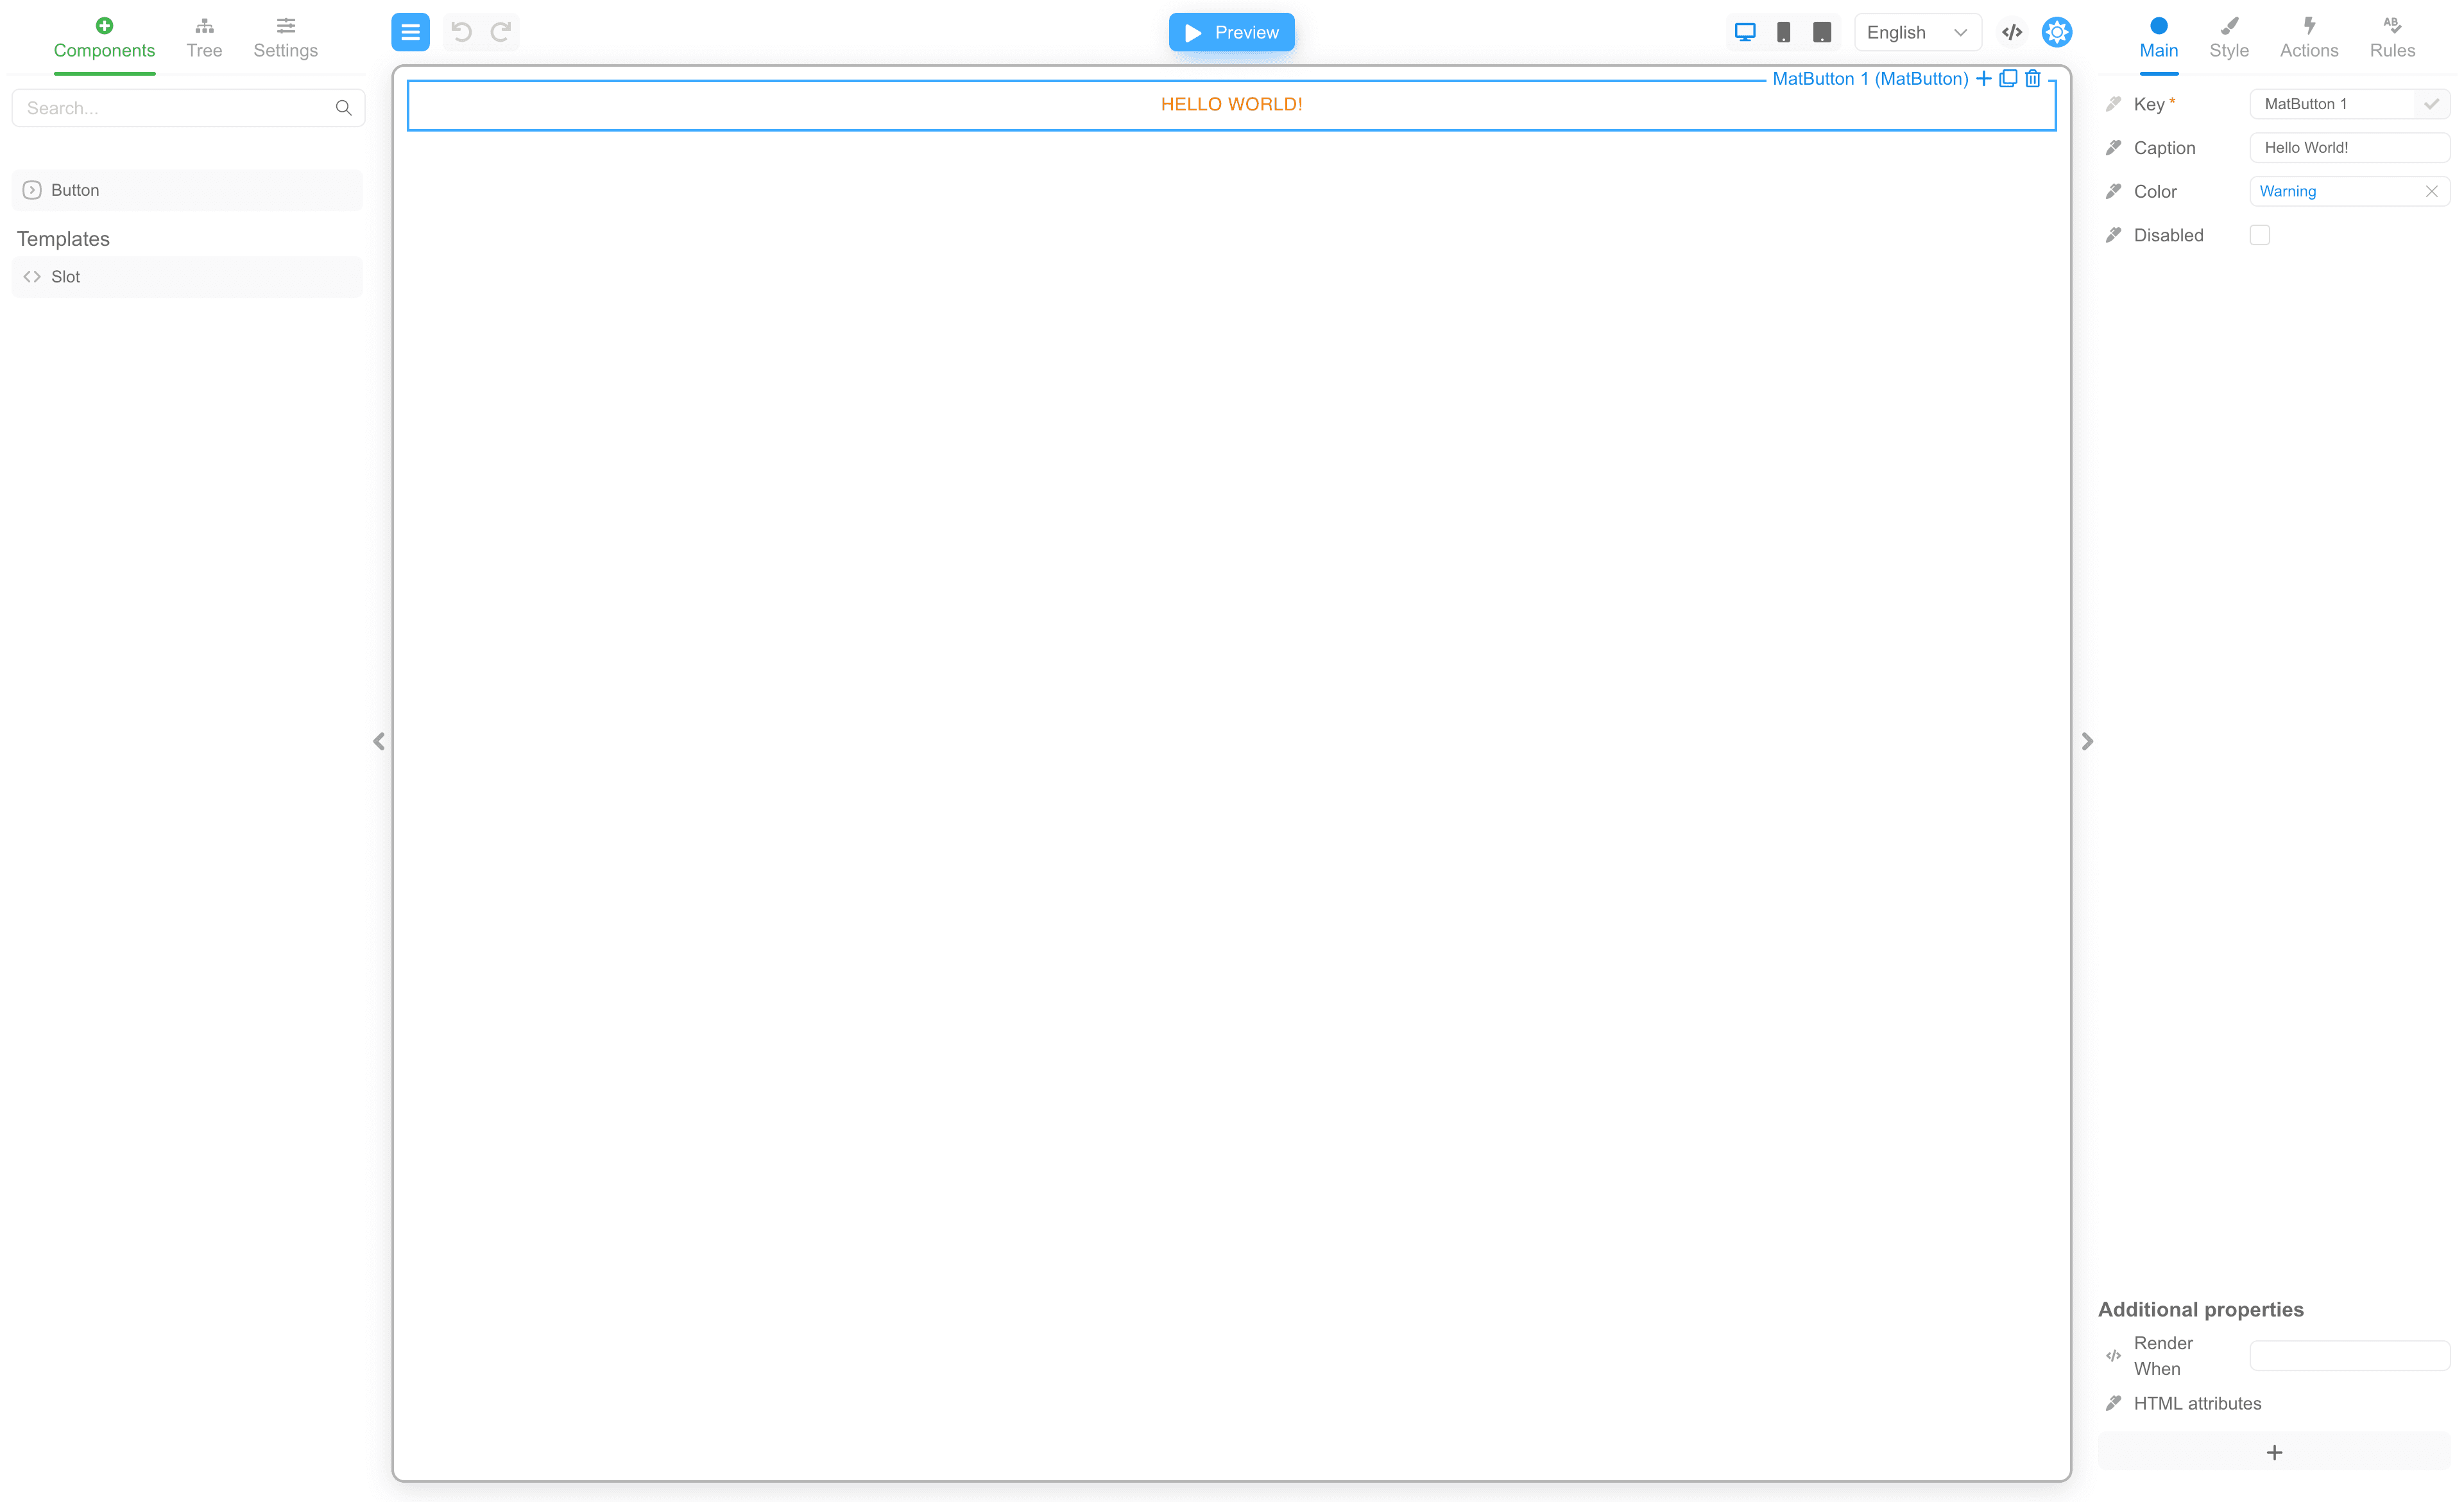 Components
Tree
Settings
Preview
English
Main
Style
Actions
AB
Rules
Search...
Button
Templates
Slot
MatButton 1 (MatButton)
HELLO WORLD!
Key *
MatButton 1
Caption
Hello World!
Color
Warning
Disabled
Additional properties
Render
When
HTML attributes